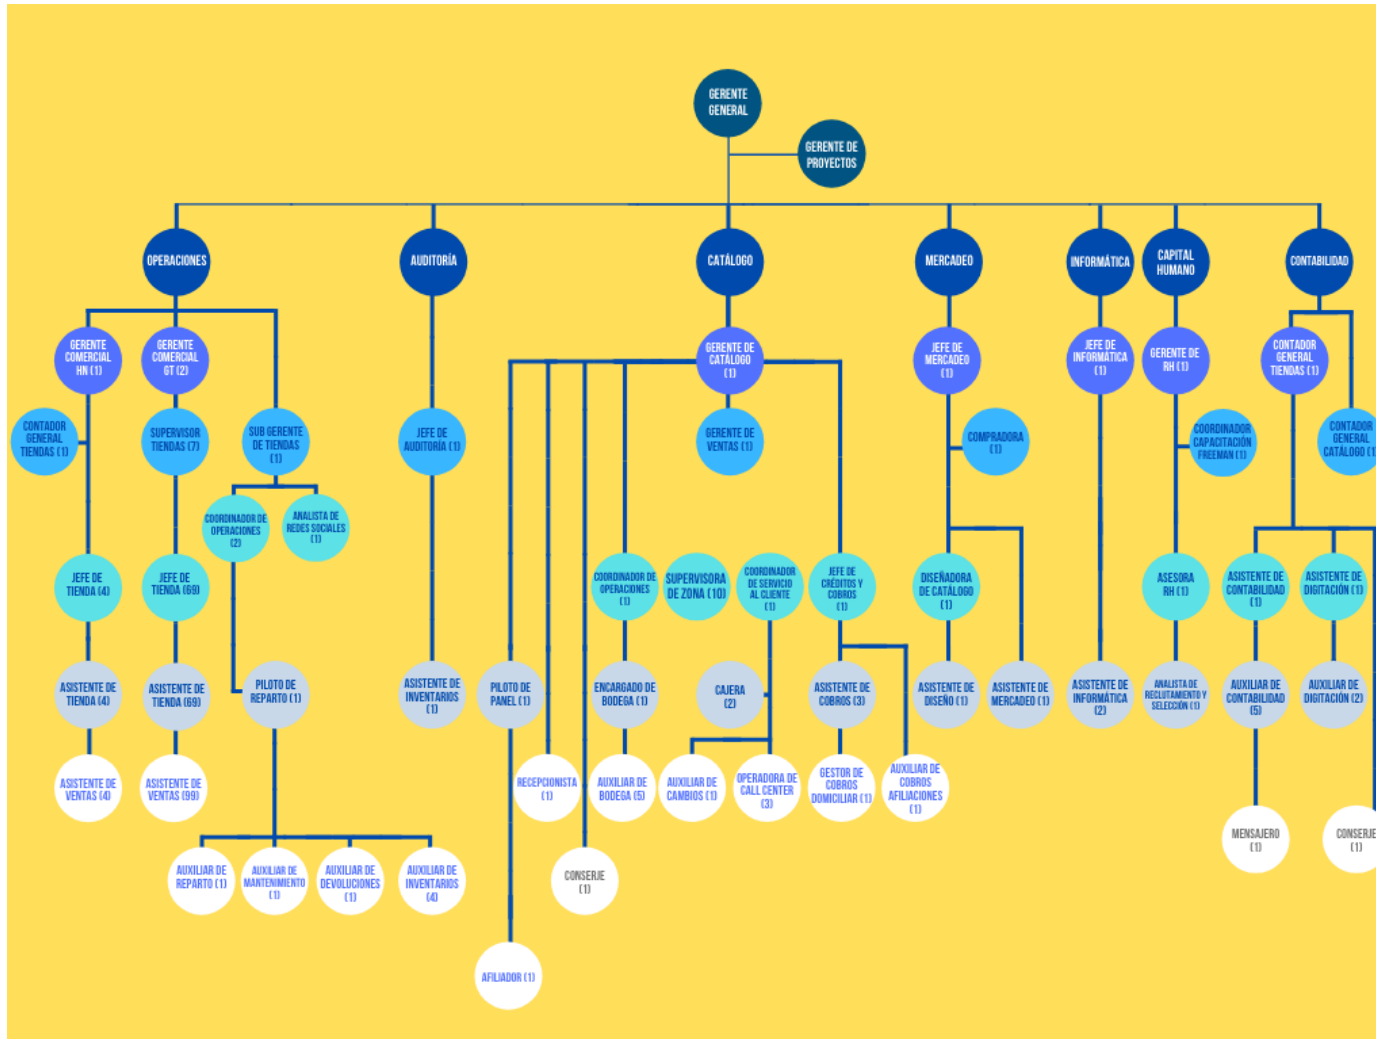 GERENTE
GENERAL
GERENTE DE
PROYECTOS
OPERACIONES
AUDITORÍA
CATÁLOGO
MERCADEO
INFORMÁTICA
CAPITAL
HUMANO
CONTABILIDAD
GERENTE
COMERCIAL
HN (1)
GERENTE
COMERCIAL
GT (2)
GERENTE DE
CATÁLOGO
(1)
JEFE DE
MERCADEO
(1)
JEFE DE
INFORMÁTICA
(1)
GERENTE DE
RH (1)
CONTADOR
GENERAL
TIENDAS (1)
CONTADOR
GENERAL
TIENDAS (1)
SUPERVISOR
TIENDAS (7)
SUB GERENTE
DE TIENDAS
(1)
JEFE DE
AUDITORÍA (1)
GERENTE DE
VENTAS (1)
COMPRADORA
(1)
COORDINADOR
CAPACITACIÓN
FREEMAN (1)
CONTADOR
GENERAL
CATÁLOGO (1
COORDINADOR DE
OPERACIONES
(2)
ANALISTA DE
REDES SOCIALES
(1)
JEFE DE
TIENDA (4)
JEFE DE
TIENDA (69)
COORDINADOR DE
OPERACIONES
(1)
SUPERVISORA
DE ZONA (10)
COORDINADOR
DE SERVICIO
AL CLIENTE
(1)
JEFE DE
CRÉDITOS Y
COBROS
(1)
DISEÑADORA
DE CATÁLOGO
(1)
ASESORA
RH (1)
ASISTENTE DE
CONTABILIDAD
(1)
ASISTENTE DE
DIGITACIÓN (1)
ASISTENTE DE
TIENDA (4)
ASISTENTE DE
TIENDA (69)
PILOTO DE
REPARTO (1)
ASISTENTE DE
INVENTARIOS
(1)
PILOTO DE
PANEL (1)
ENCARGADO DE
BODEGA (1)
CAJERA
(2)
ASISTENTE DE
COBROS (3)
ASISTENTE DE
DISEÑO (1)
ASISTENTE DE
MERCADEO (1)
ASISTENTE DE
INFORMÁTICA
(2)
ANALISTA DE
RECLUTAMIENTO Y
SELECCIÓN (1)
AUXILIAR DE
CONTABILIDAD
(5)
AUXILIAR DE
DIGITACIÓN (2)
ASISTENTE DE
VENTAS (4)
ASISTENTE DE
VENTAS (99)
RECEPCIONISTA
(1)
AUXILIAR DE
BODEGA (5)
AUXILIAR DE
CAMBIOS (1)
OPERADORA DE
CALL CENTER
(3)
GESTOR DE
COBROS
DOMICILIAR (1)
AUXILIAR DE
COBROS
AFILIACIONES
(1)
MENSAJERO
(1)
CONSERJE
(1)
AUXILIAR DE
REPARTO (1)
AUXILIAR DE
MANTENIMIENTO
(1)
AUXILIAR DE
DEVOLUCIONES
(1)
AUXILIAR DE
INVENTARIOS
(4)
CONSERJE
(1)
AFILIADOR (1)